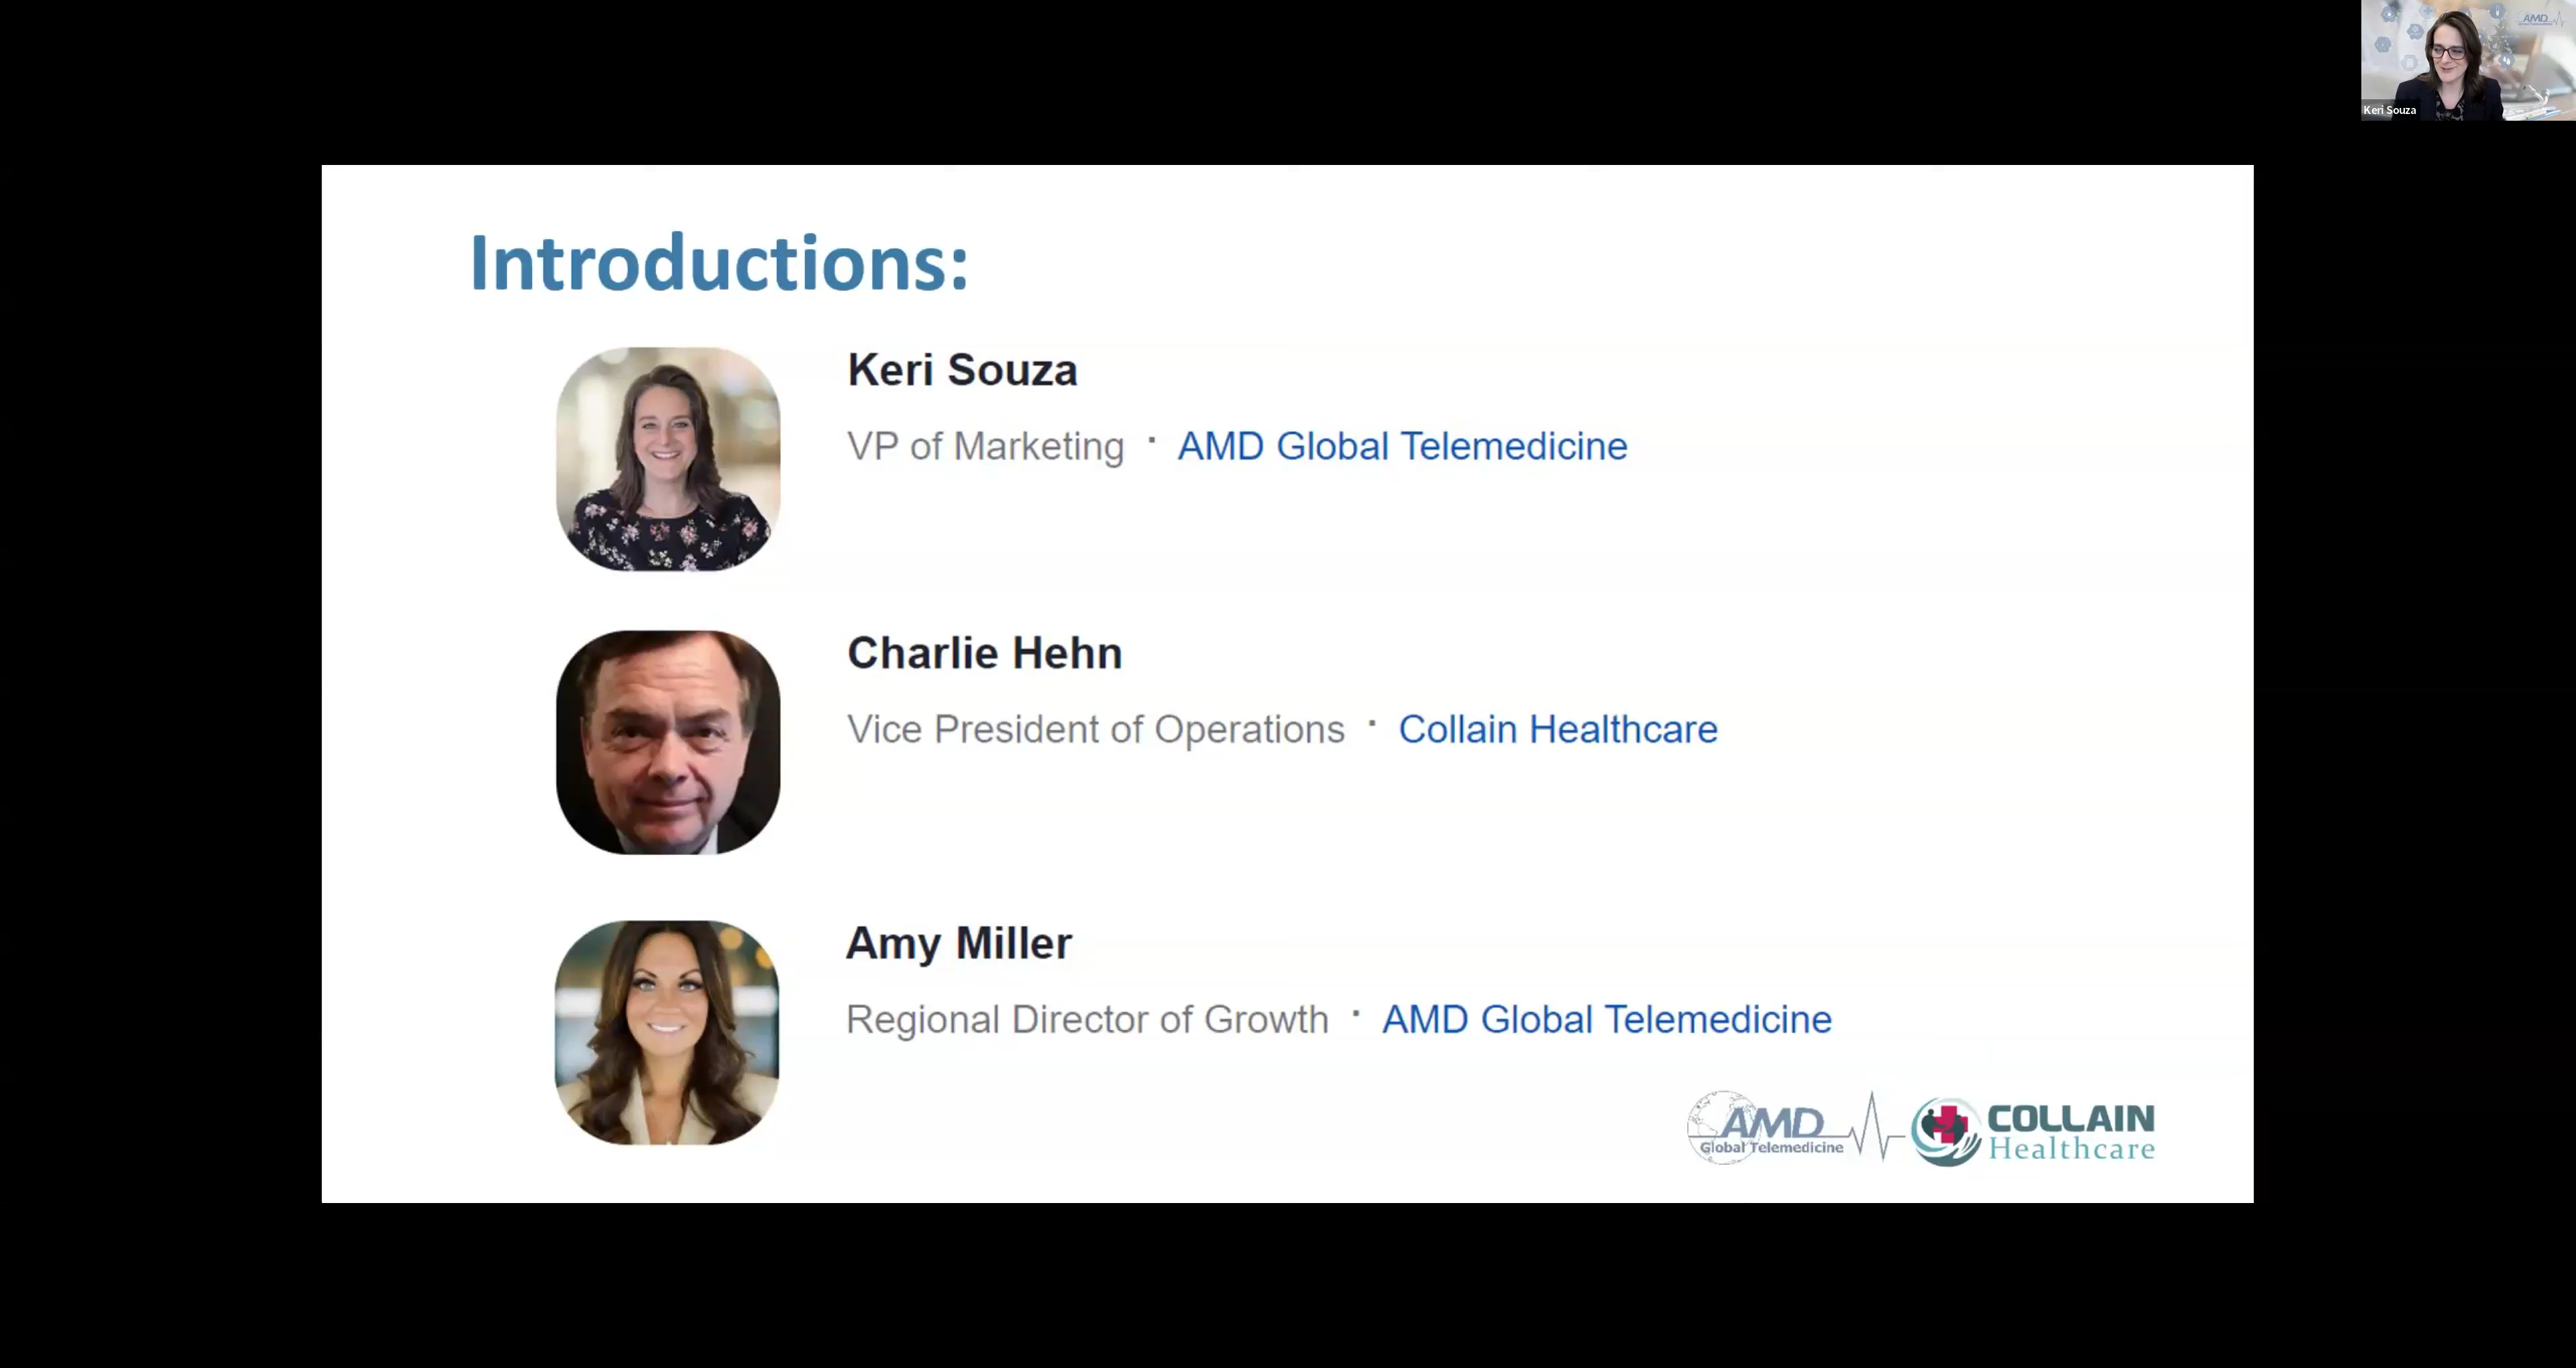 AMD
Keri Souza
Introductions:
Keri Souza
VP of Marketing · AMD Global Telemedicine
Charlie Hehn
Vice President of Operations · Collain Healthcare
Amy Miller
Regional Director of Growth · AMD Global Telemedicine
AMD
Global Telemedicine
COLLAIN
Healthcare